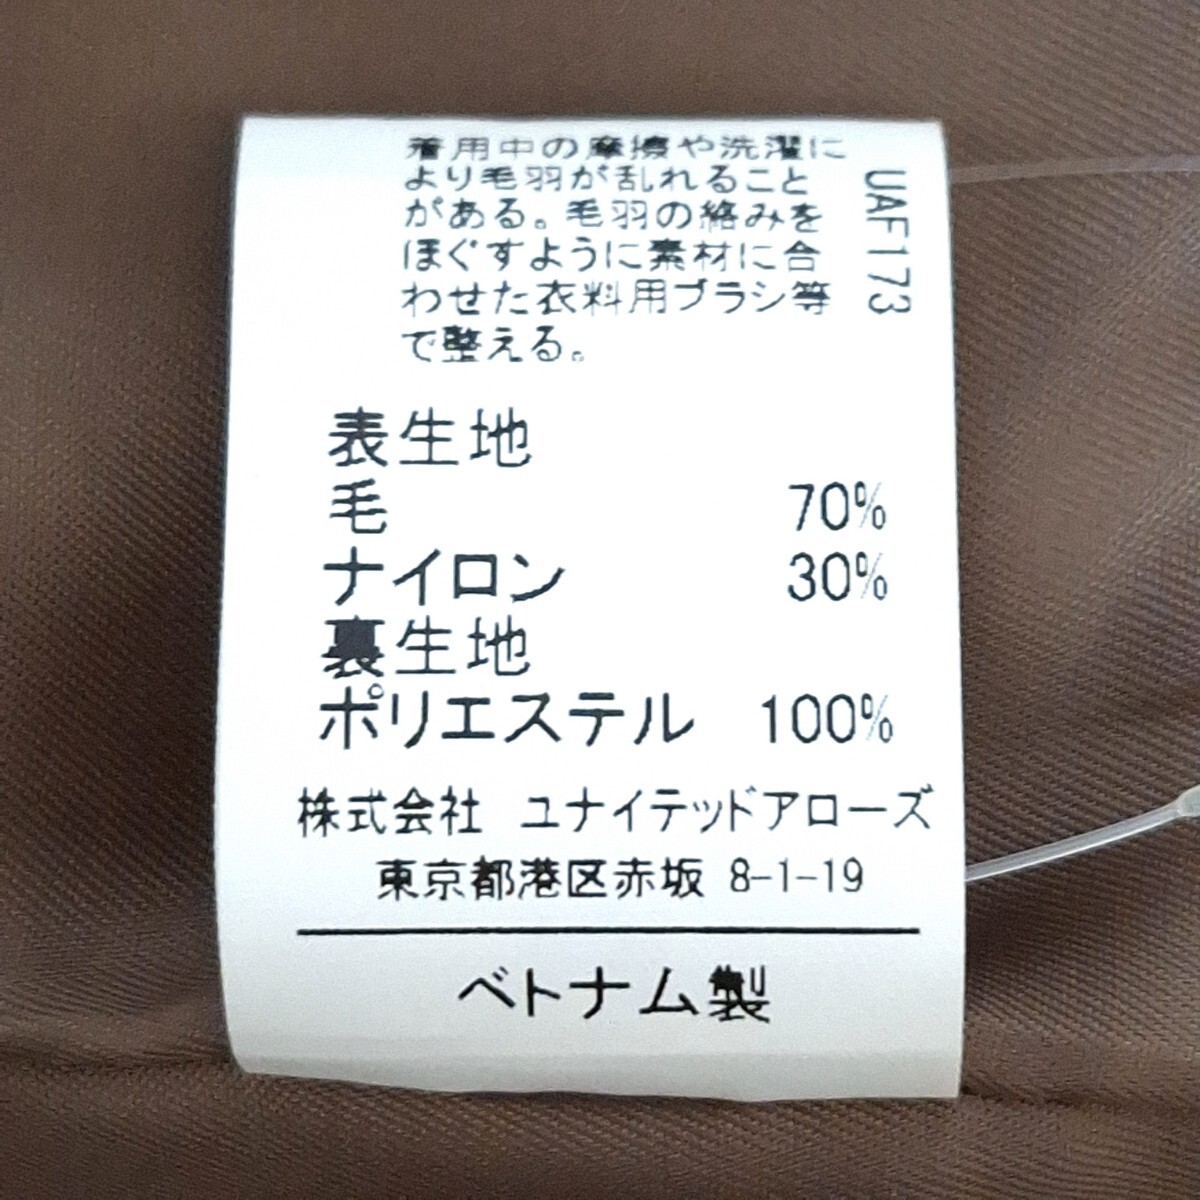 着用中の摩擦や洗濯に
より毛羽が乱れること
がある。毛羽の絡みを
ほぐすように素材に合
わせた衣料用ブラシ等
で整える。
UAF173
表生地
毛 70%
ナイロン 30%
裏生地
ポリエステル 100%
株式会社 ユナイテッドアローズ
東京都港区赤坂 8-1-19
ベトナム製